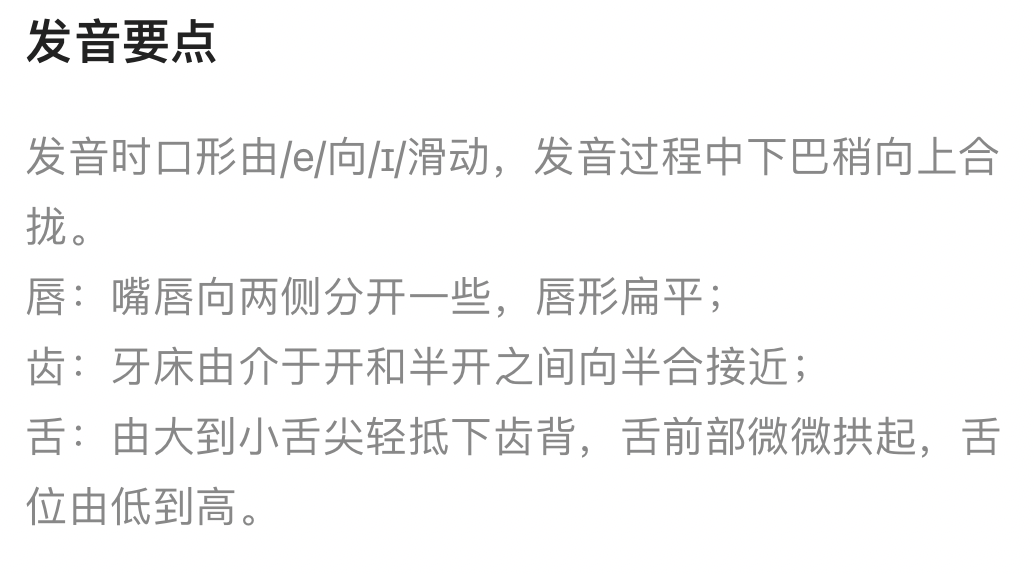 发音要点
发音时口形由/e/向/ɪ/滑动，发音过程中下巴稍向上合
拢。
唇：嘴唇向两侧分开一些，唇形扁平；
齿：牙床由介于开和半开之间向半合接近；
舌：由大到小舌尖轻抵下齿背，舌前部微微拱起，舌
位由低到高。